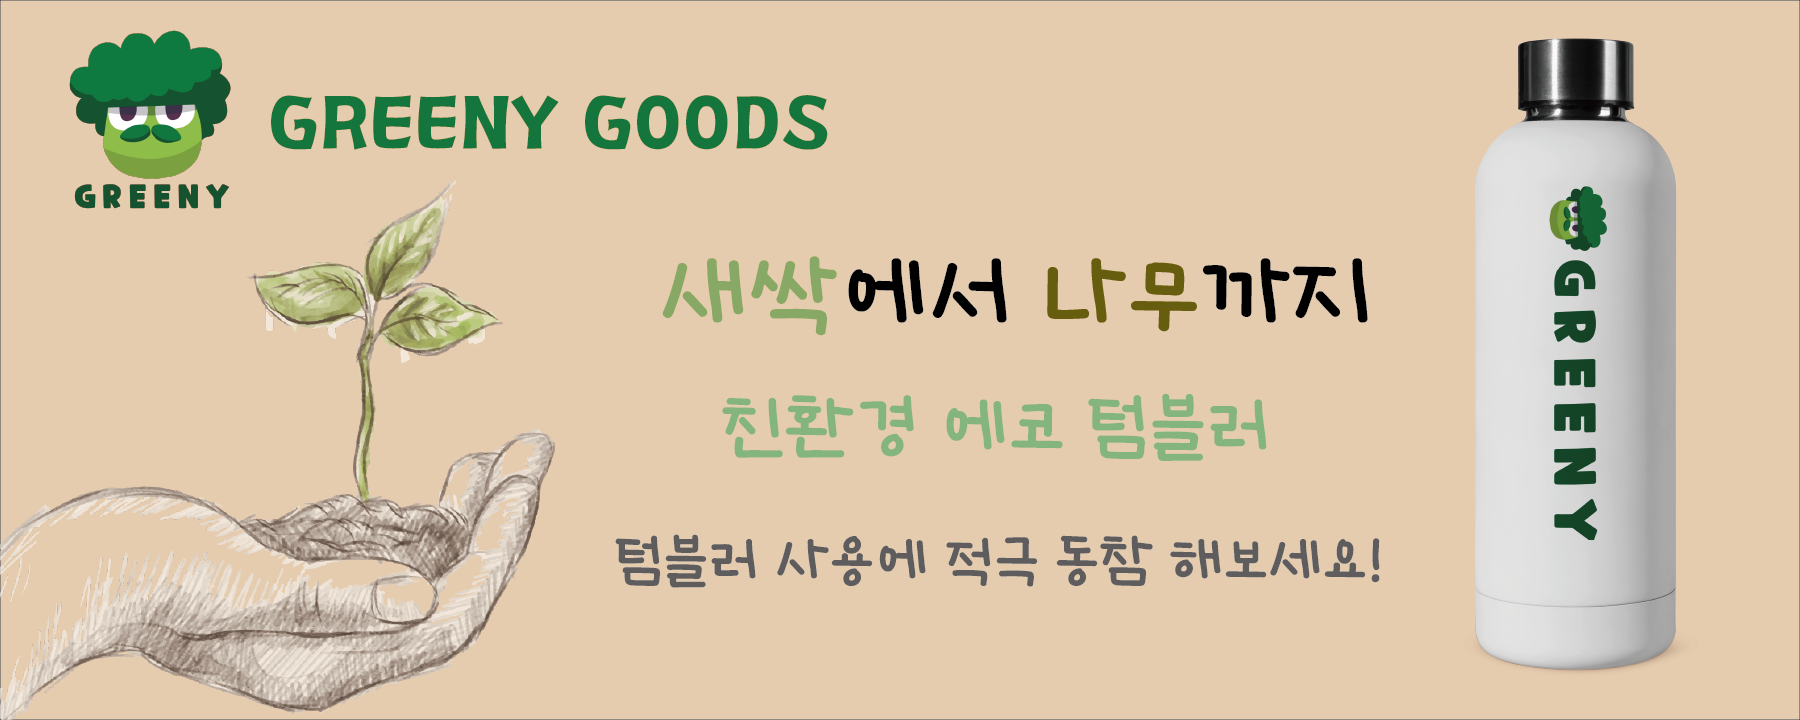 GREENY
GREENY GOODS
새싹에서 나무까지
친환경 에코 텀블러
텀블러 사용에 적극 동참 해보세요!
GREENY